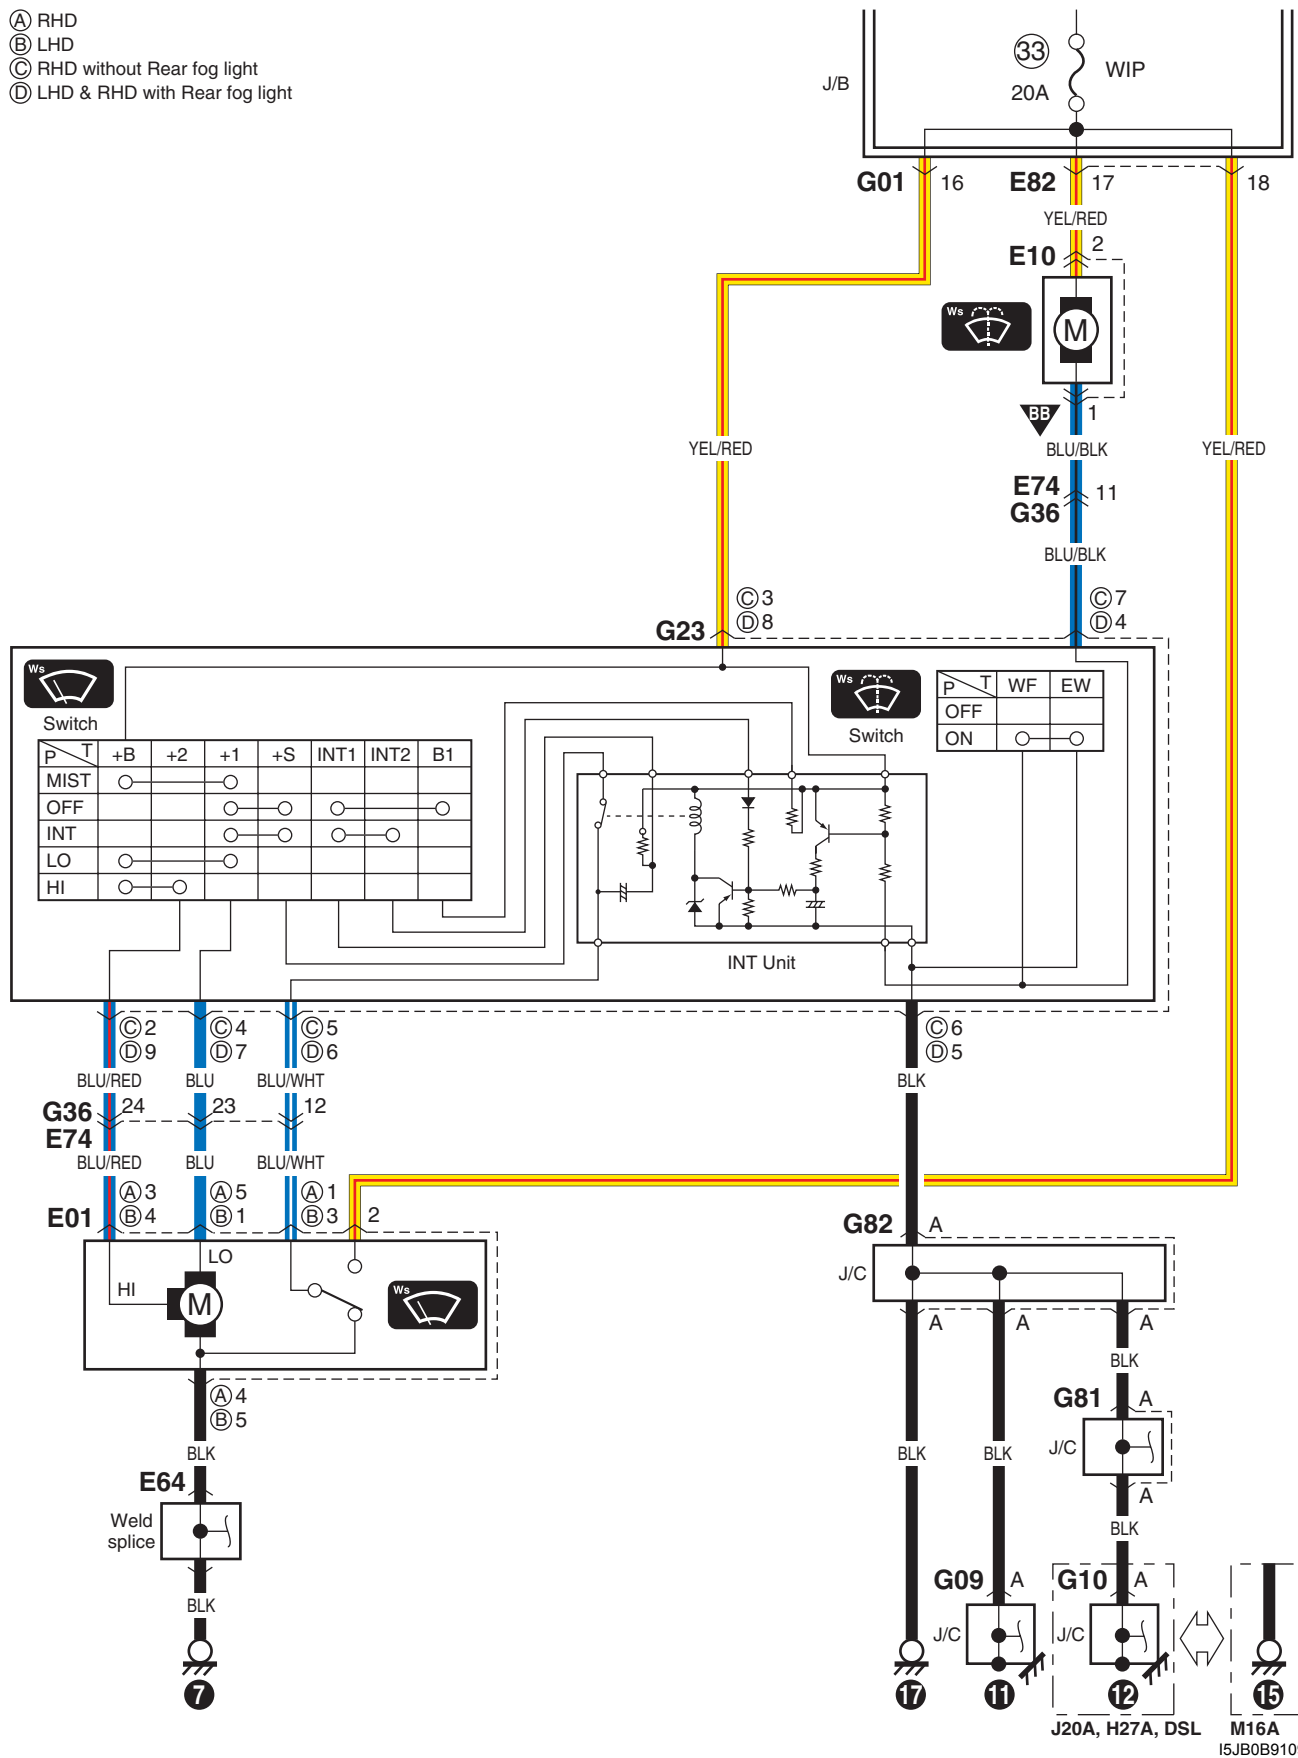 Ⓐ RHD
Ⓑ LHD
Ⓒ RHD without Rear fog light
Ⓓ LHD & RHD with Rear fog light
J/B
33
20A
WIP
G01 16
E82 17
18
YEL/RED
E10 2
Ws
M
BB
1
YEL/RED
BLU/BLK
YEL/RED
E74
G36
11
BLU/BLK
Ⓒ3
Ⓓ8
Ⓒ7
Ⓓ4
G23
Ws
Switch
Ws
Switch
P T WF EW
OFF
ON
P T +B +2 +1 +S INT1 INT2 B1
MIST
OFF
INT
LO
HI
INT Unit
Ⓒ2 Ⓒ4 Ⓒ5 Ⓒ6
Ⓓ9 Ⓓ7 Ⓓ6 Ⓓ5
BLU/RED BLU BLU/WHT BLK
G36 24 23 12
E74
BLU/RED BLU BLU/WHT
Ⓐ3 Ⓐ5 Ⓐ1
E01 Ⓑ4 Ⓑ1 Ⓑ3 2
G82 A
LO
HI
M
Ws
J/C
A A A
BLK
Ⓐ4
Ⓑ5
G81 A
BLK
J/C
BLK BLK
E64
A
Weld
splice
BLK
BLK
G09 A
G10 A
J/C
J/C
7
17
11
12
15
J20A, H27A, DSL
M16A
I5JB0B910